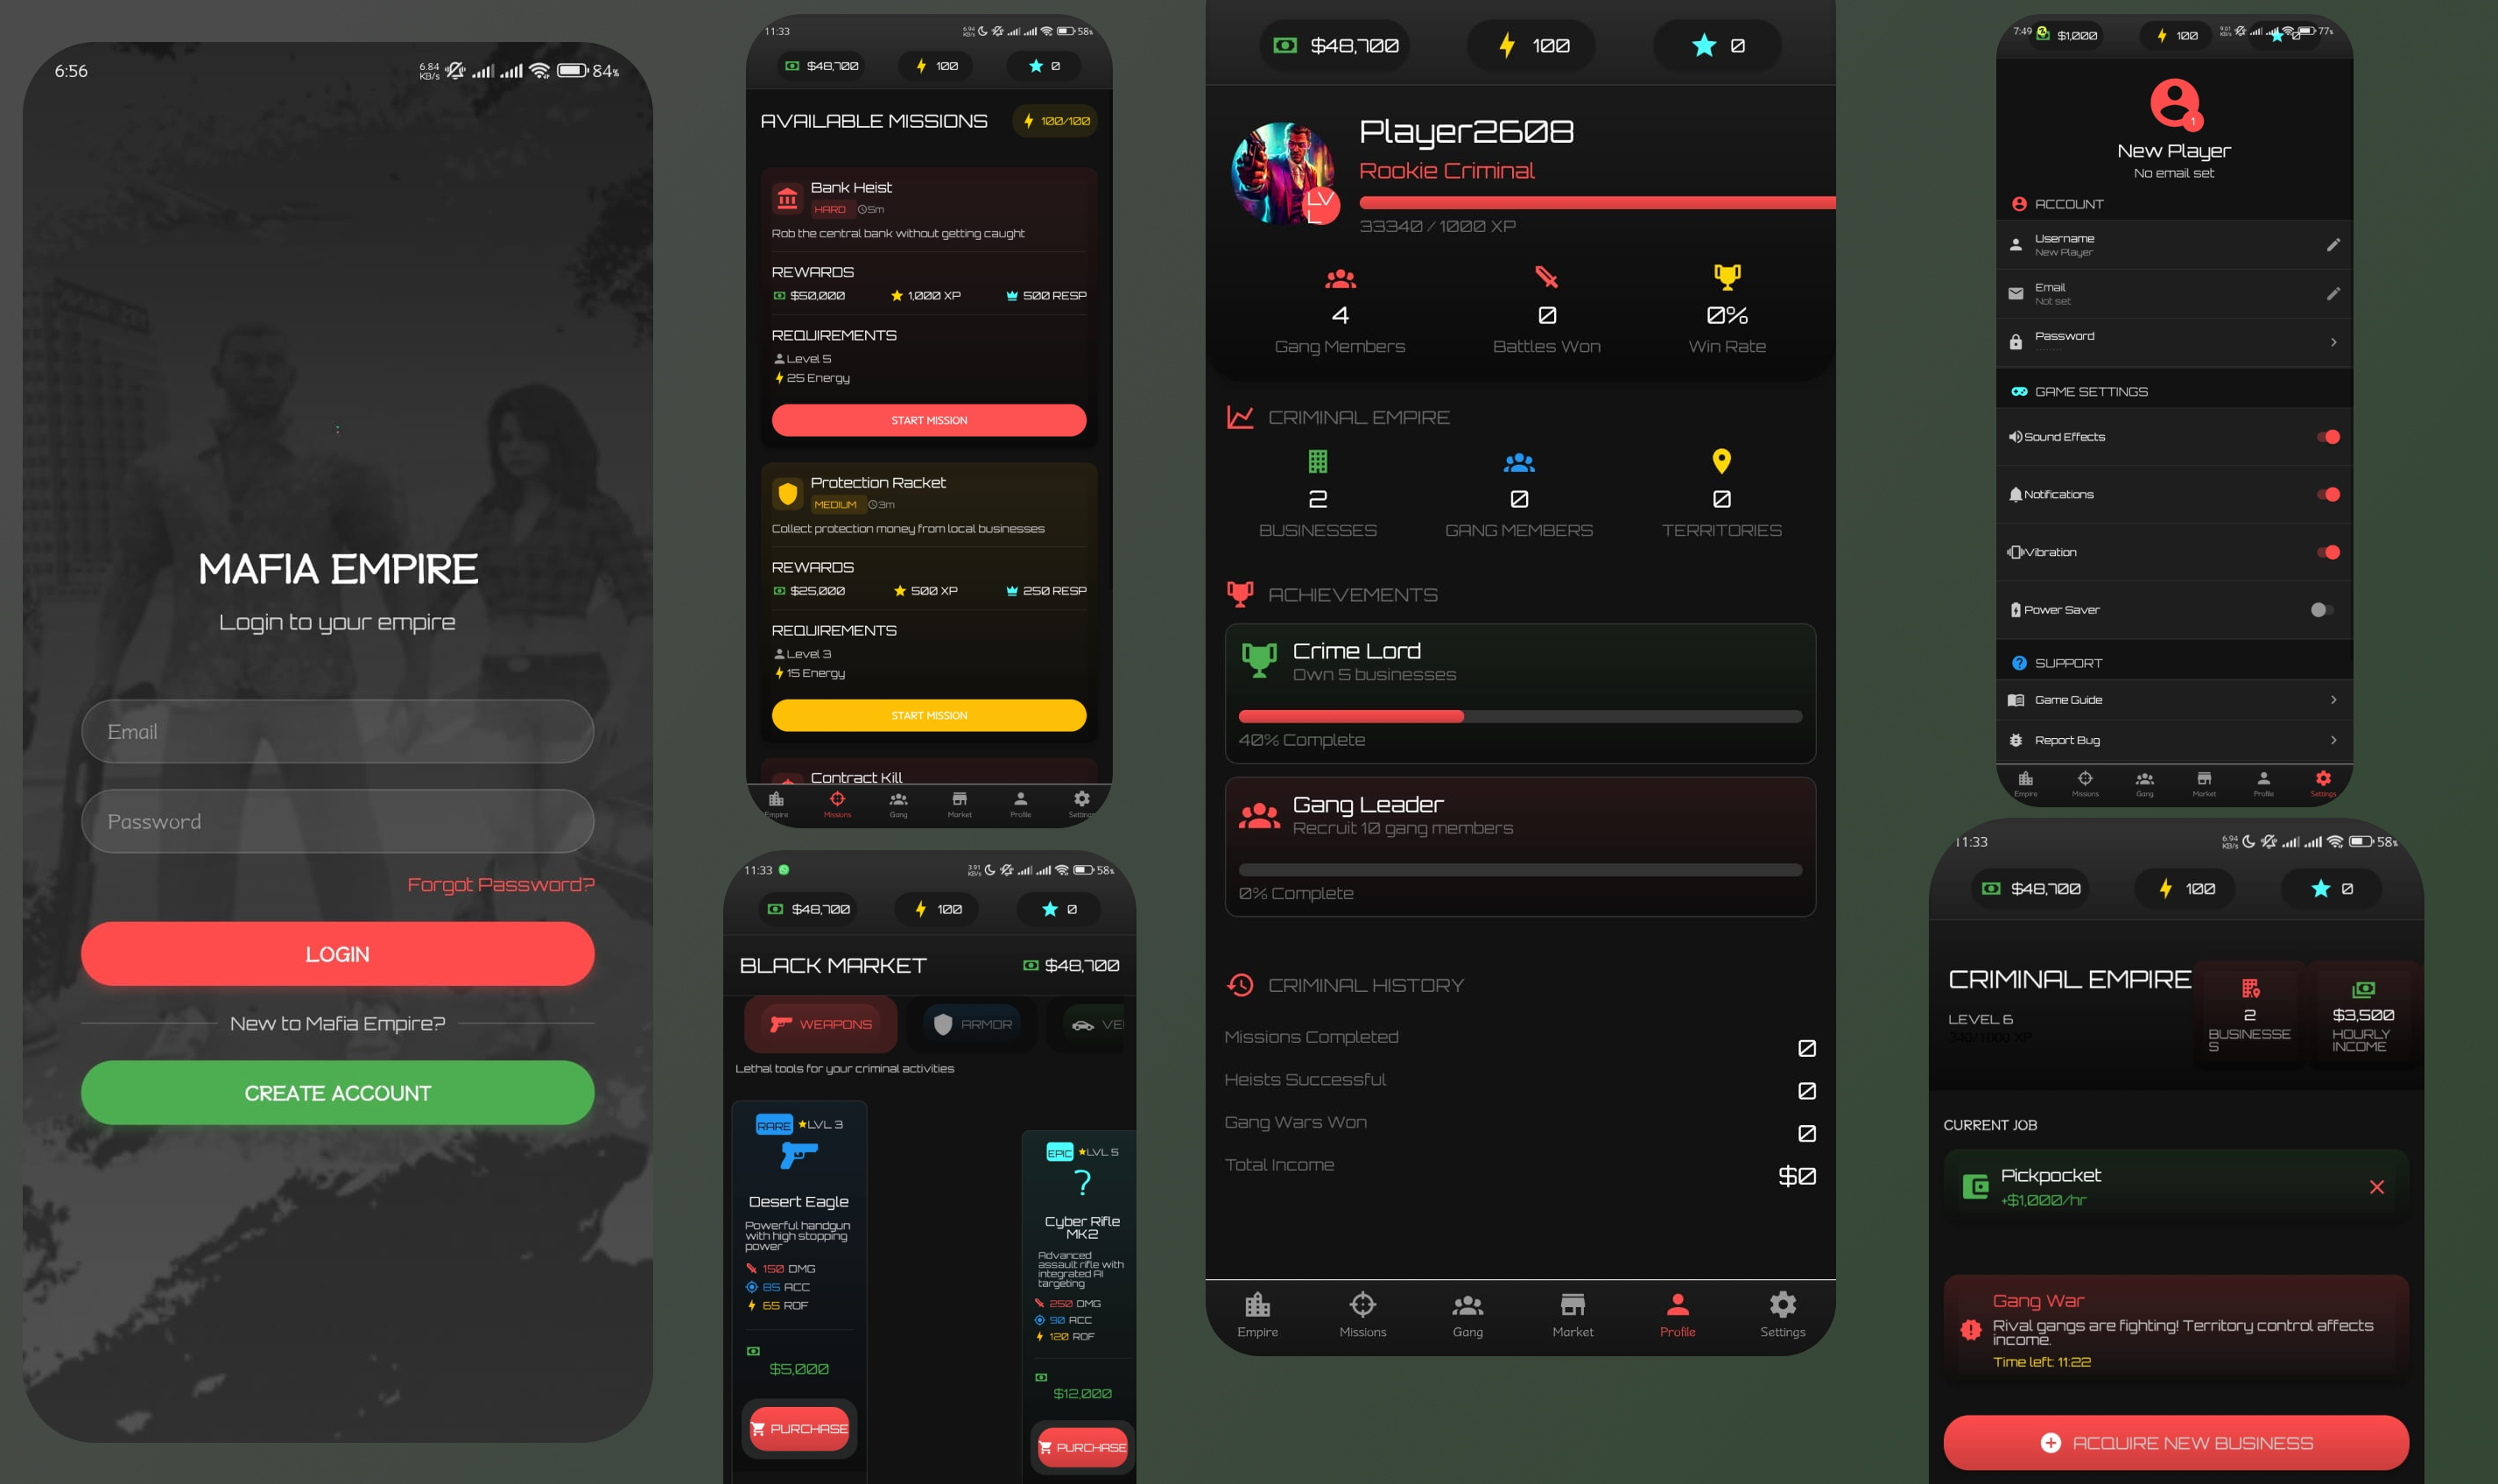 6:56
6.84
KB/s
84%
MAFIA EMPIRE
Login to your empire
Email
Password
Forgot Password?
LOGIN
New to Mafia Empire?
CREATE ACCOUNT
11:33
6.94
KB/s
58%
$48,700
100
0
AVAILABLE MISSIONS
100/100
Bank Heist
HARD
5m
Rob the central bank without getting caught
REWARDS
$50,000
1,000 XP
500 RESP
REQUIREMENTS
Level 5
25 Energy
START MISSION
Protection Racket
MEDIUM
3m
Collect protection money from local businesses
REWARDS
$25,000
500 XP
250 RESP
REQUIREMENTS
Level 3
15 Energy
START MISSION
Contract Kill
Empire
Missions
Gang
Market
Profile
Settings
11:33
3.91
KB/s
58%
$48,700
100
0
BLACK MARKET
$48,700
WEAPONS
ARMOR
VE
Lethal tools for your criminal activities
RARE
LVL 3
Desert Eagle
Powerful handgun
with high stopping
power
150 DMG
85 ACC
65 ROF
$5,000
PURCHASE
EPIC
LVL 5
?
Cyber Rifle
MK2
Advanced
assault rifle with
integrated AI
targeting
250 DMG
90 ACC
120 ROF
$12,000
PURCHASE
$48,700
100
0
Player2608
Rookie Criminal
LV
L
33340 / 1000 XP
4
Gang Members
0
Battles Won
0%
Win Rate
CRIMINAL EMPIRE
2
BUSINESSES
0
GANG MEMBERS
0
TERRITORIES
ACHIEVEMENTS
Crime Lord
Own 5 businesses
40% Complete
Gang Leader
Recruit 10 gang members
0% Complete
CRIMINAL HISTORY
Missions Completed
0
Heists Successful
0
Gang Wars Won
0
Total Income
$0
Empire
Missions
Gang
Market
Profile
Settings
7:49
77%
$1,000
100
0
1
New Player
No email set
ACCOUNT
Username
New Player
Email
Not set
Password
........
GAME SETTINGS
Sound Effects
Notifications
Vibration
Power Saver
SUPPORT
Game Guide
Report Bug
Empire
Missions
Gang
Market
Profile
Settings
11:33
6.94
KB/s
58%
$48,700
100
0
CRIMINAL EMPIRE
LEVEL 6
340/1000 XP
2
BUSINESSE
S
$3,500
HOURLY
INCOME
CURRENT JOB
Pickpocket
+$1,000/hr
Gang War
Rival gangs are fighting! Territory control affects
income.
Time left: 11:22
ACQUIRE NEW BUSINESS